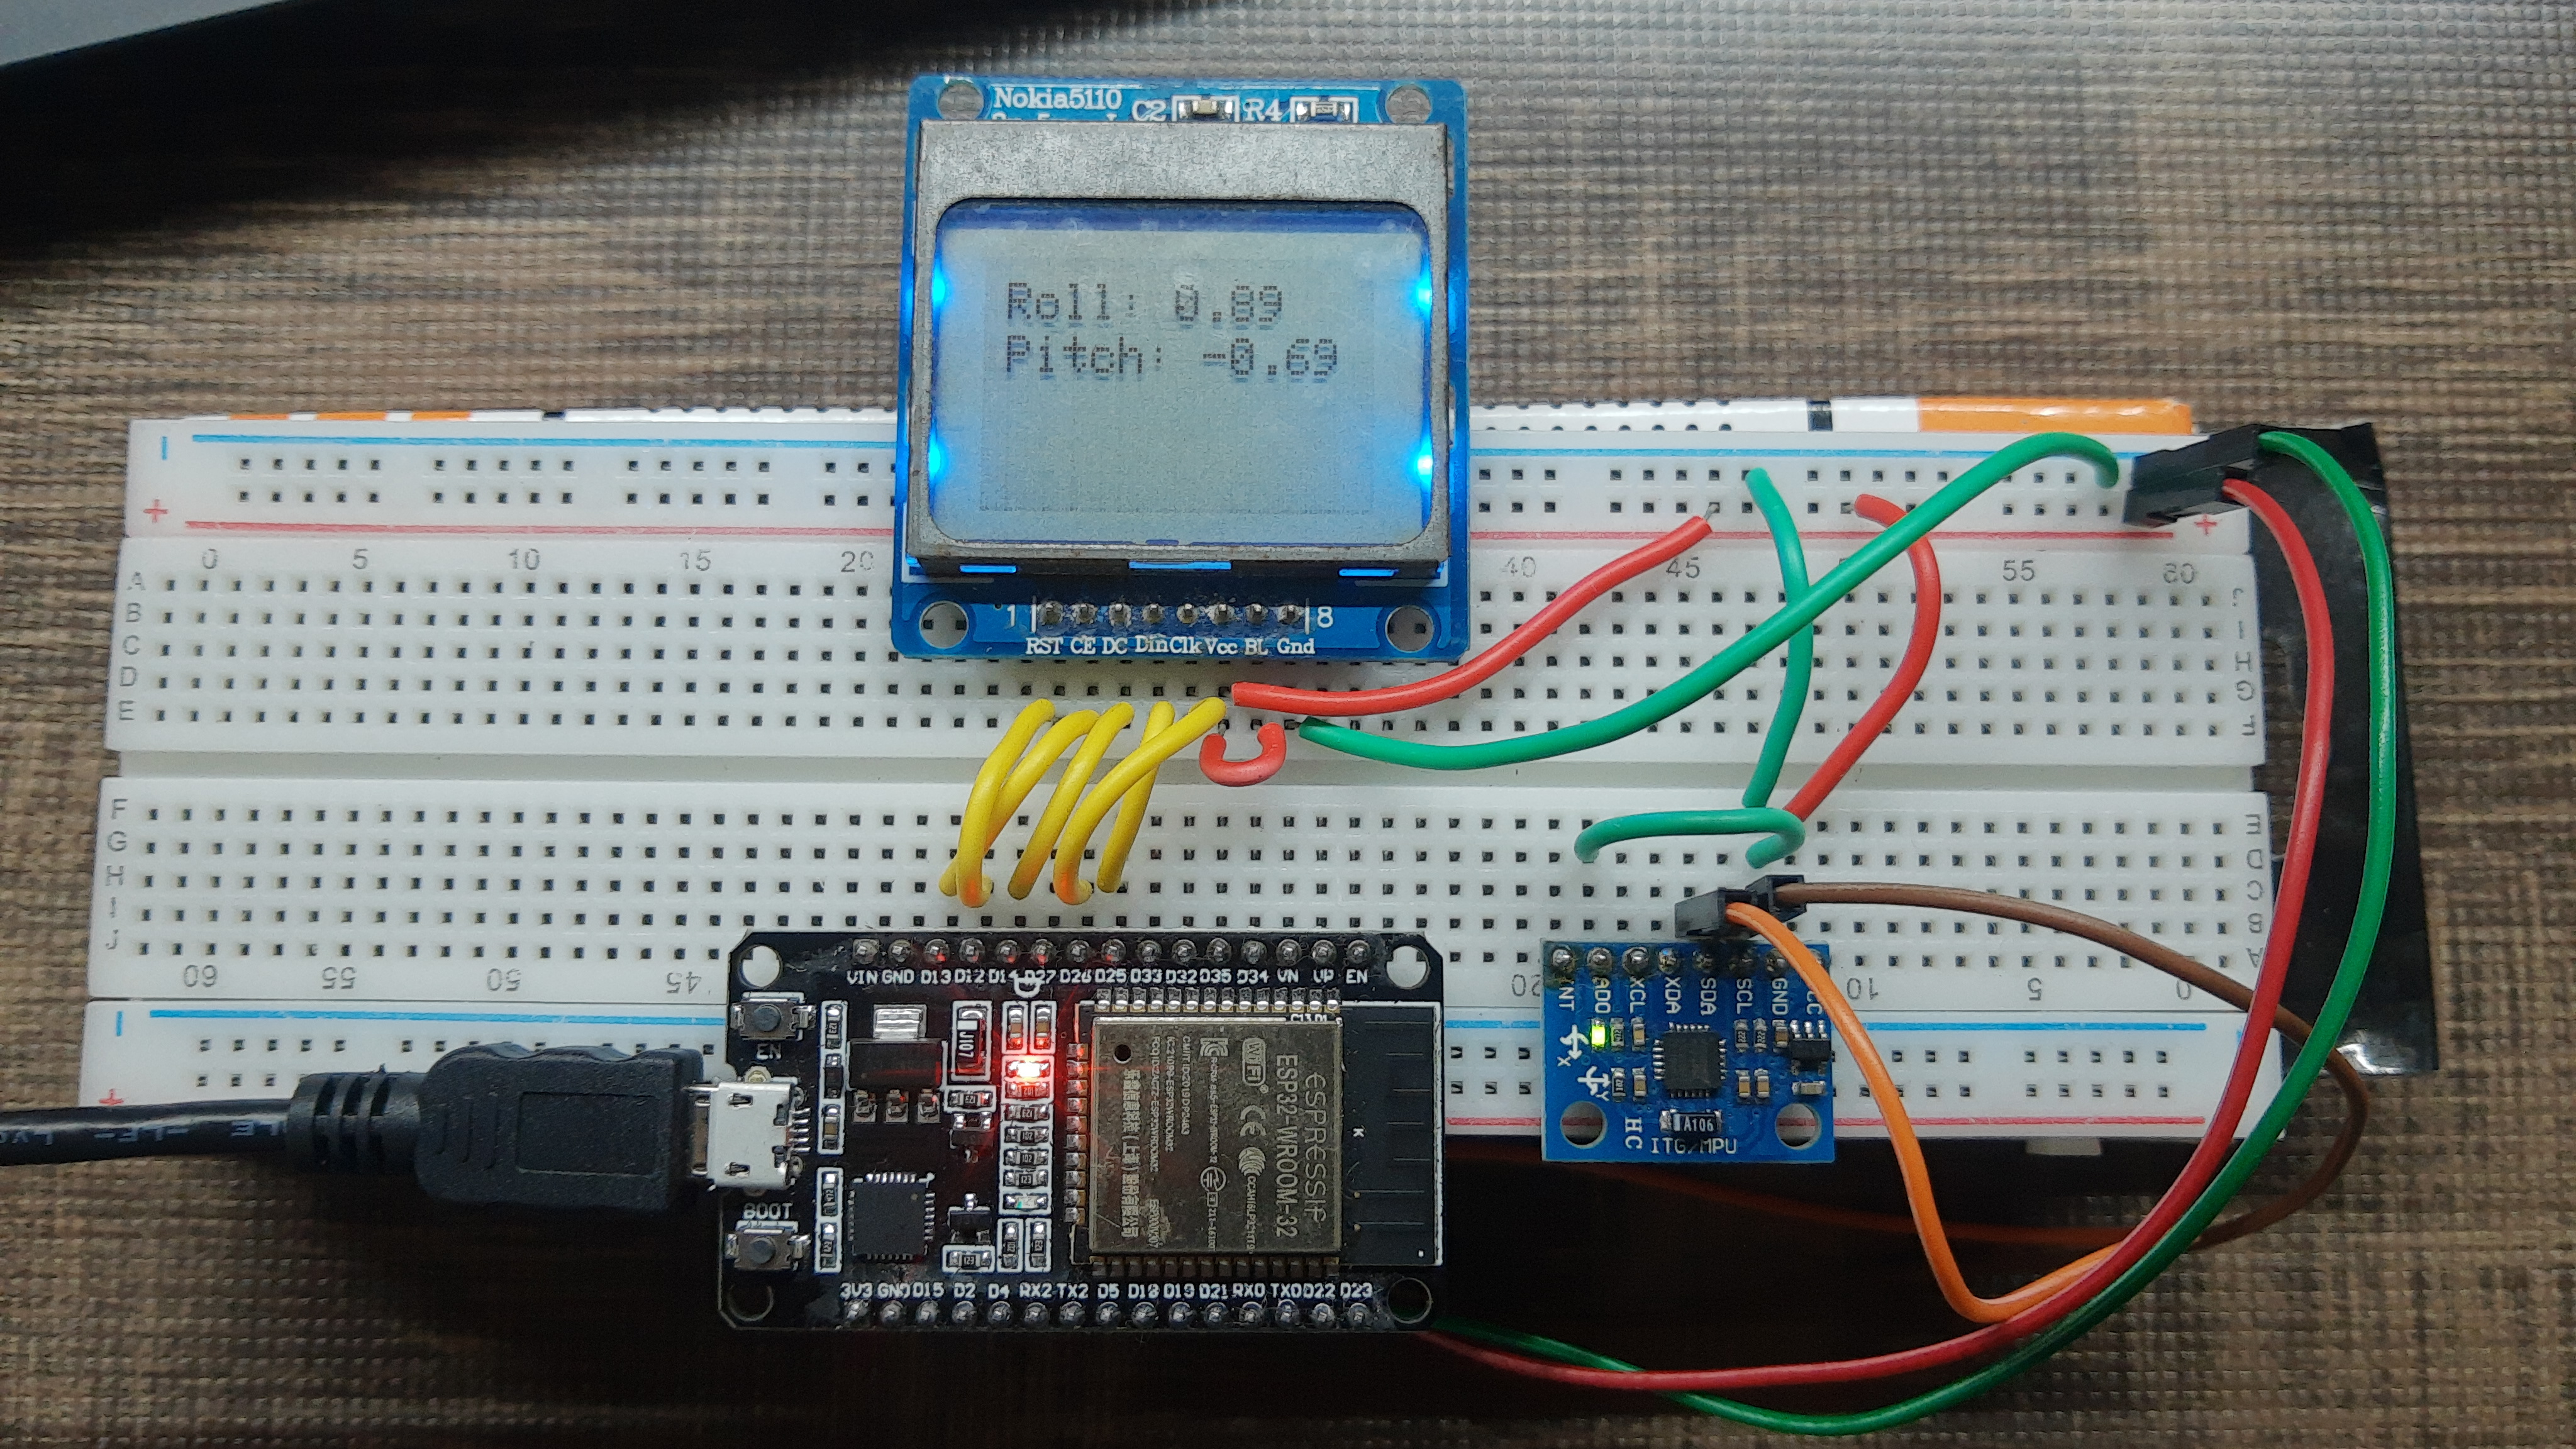 Nokia5110
C2 R4
Roll: 0.89
Pitch: -0.69
1 8
RST CE DC Din Clk Vcc BL Gnd
0 5 10 15 20 40 45 55 60
A
B
C
D
E
J
I
H
G
F
F
G
H
I
J
E
D
C
B
A
60 55 50 45 20 10 5 0
VIN GND D13 D12 D14 D27 D26 D25 D33 D32 D35 D34 VN VP EN
EN
BOOT
ESPRESSIF
ESP32-WROOM-32
WiFi
CE
3V3 GND D15 D2 D4 RX2 TX2 D5 D18 D19 D21 RX0 TX0 D22 D23
AD0 XCL XDA SDA SCL GND
X
Y
A106
HC
ITG/MPU